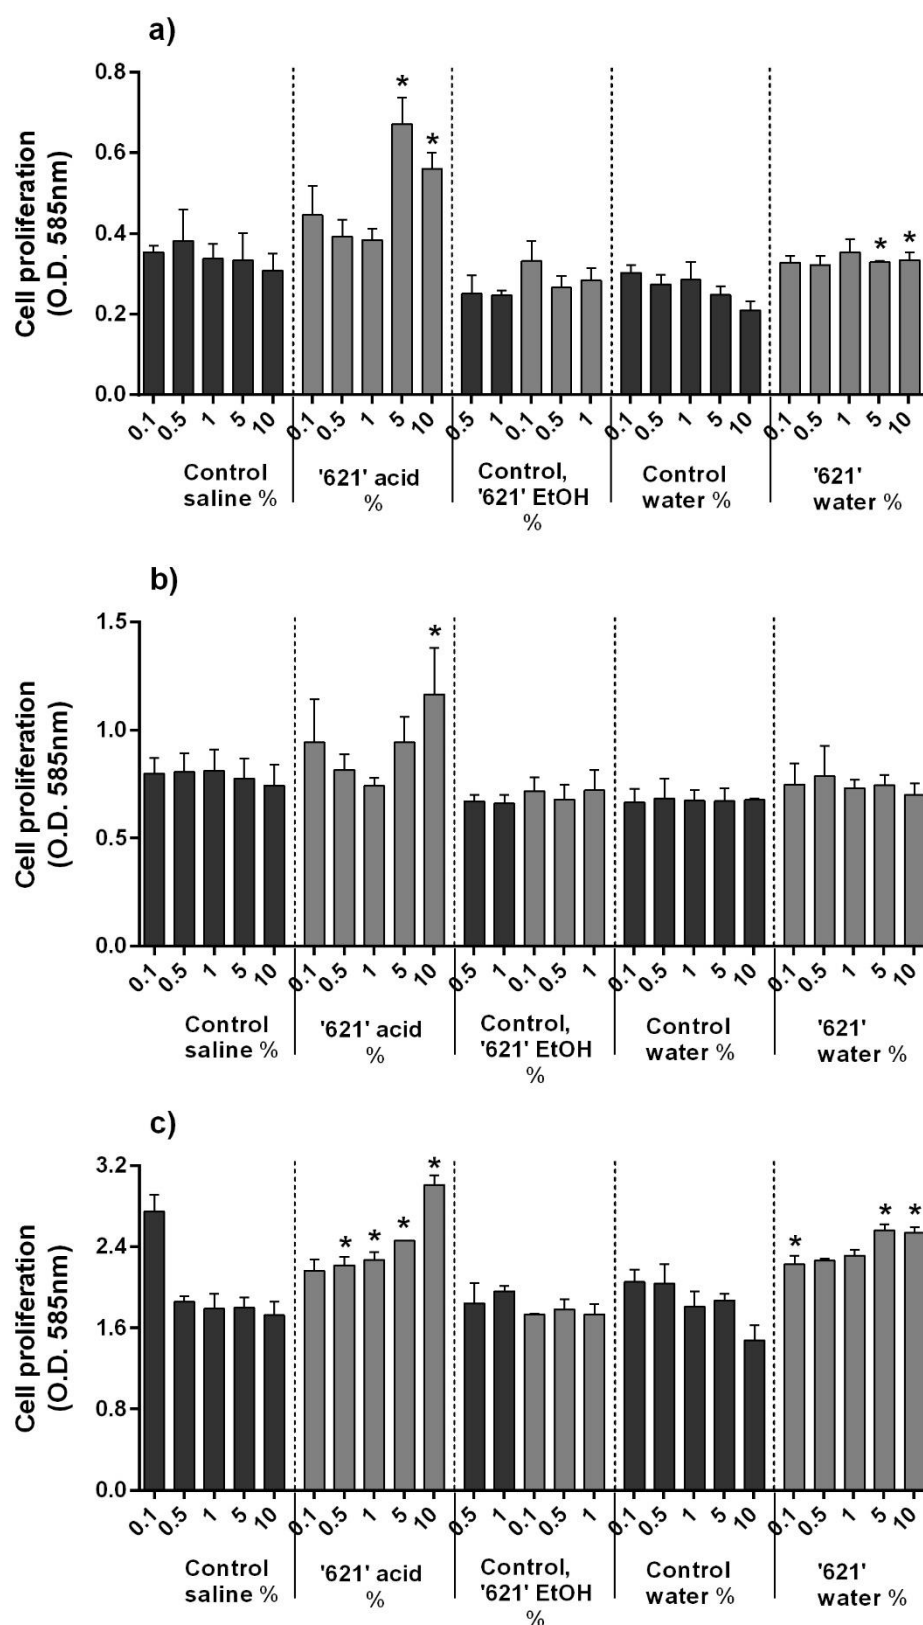 a)
Cell proliferation
(O.D. 585nm)
0.8
0.6
0.4
0.2
0.0
0.1 0.5 1 5 10 0.1 0.5 1 5 10 0.5 1 0.1 0.5 1 0.1 0.5 1 5 10 0.1 0.5 1 5 10
* * * *
Control
saline %
'621' acid
%
Control,
'621' EtOH
%
Control
water %
'621'
water %
b)
Cell proliferation
(O.D. 585nm)
1.5
1.0
0.5
0.0
*
0.1 0.5 1 5 10 0.1 0.5 1 5 10 0.5 1 0.1 0.5 1 0.1 0.5 1 5 10 0.1 0.5 1 5 10
Control
saline %
'621' acid
%
Control,
'621' EtOH
%
Control
water %
'621'
water %
c)
Cell proliferation
(O.D. 585nm)
3.2
2.4
1.6
0.8
0.0
* * * * * * *
0.1 0.5 1 5 10 0.1 0.5 1 5 10 0.5 1 0.1 0.5 1 0.1 0.5 1 5 10 0.1 0.5 1 5 10
Control
saline %
'621' acid
%
Control,
'621' EtOH
%
Control
water %
'621'
water %